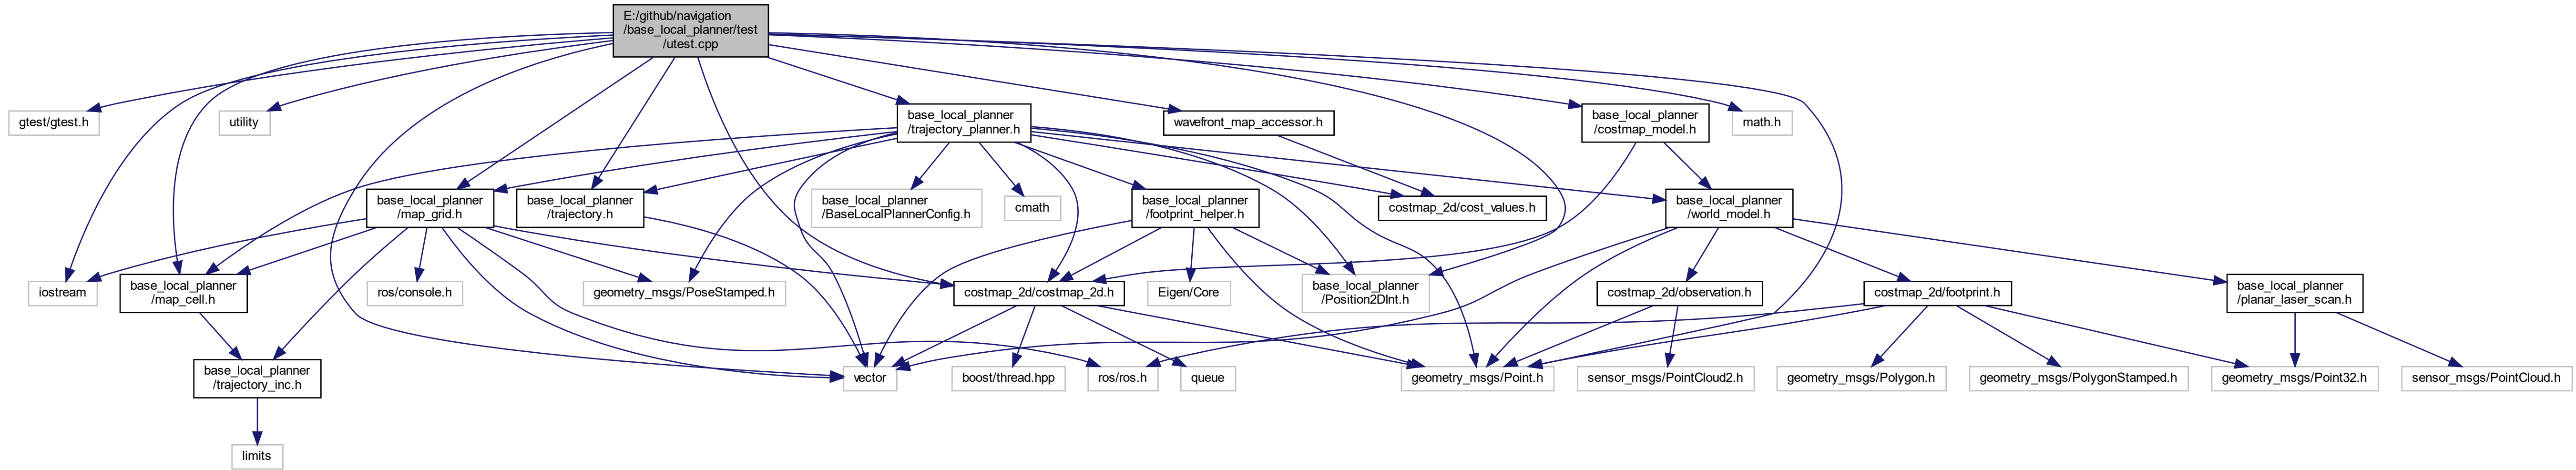 E:/github/navigation
/base_local_planner/test
/utest.cpp
gtest/gtest.h
utility
base_local_planner
/trajectory_planner.h
wavefront_map_accessor.h
base_local_planner
/costmap_model.h
math.h
base_local_planner
/map_grid.h
base_local_planner
/trajectory.h
base_local_planner
/BaseLocalPlannerConfig.h
cmath
base_local_planner
/footprint_helper.h
costmap_2d/cost_values.h
base_local_planner
/world_model.h
iostream
base_local_planner
/map_cell.h
ros/console.h
geometry_msgs/PoseStamped.h
costmap_2d/costmap_2d.h
Eigen/Core
base_local_planner
/Position2DInt.h
costmap_2d/observation.h
costmap_2d/footprint.h
base_local_planner
/planar_laser_scan.h
base_local_planner
/trajectory_inc.h
vector
boost/thread.hpp
ros/ros.h
queue
geometry_msgs/Point.h
sensor_msgs/PointCloud2.h
geometry_msgs/Polygon.h
geometry_msgs/PolygonStamped.h
geometry_msgs/Point32.h
sensor_msgs/PointCloud.h
limits